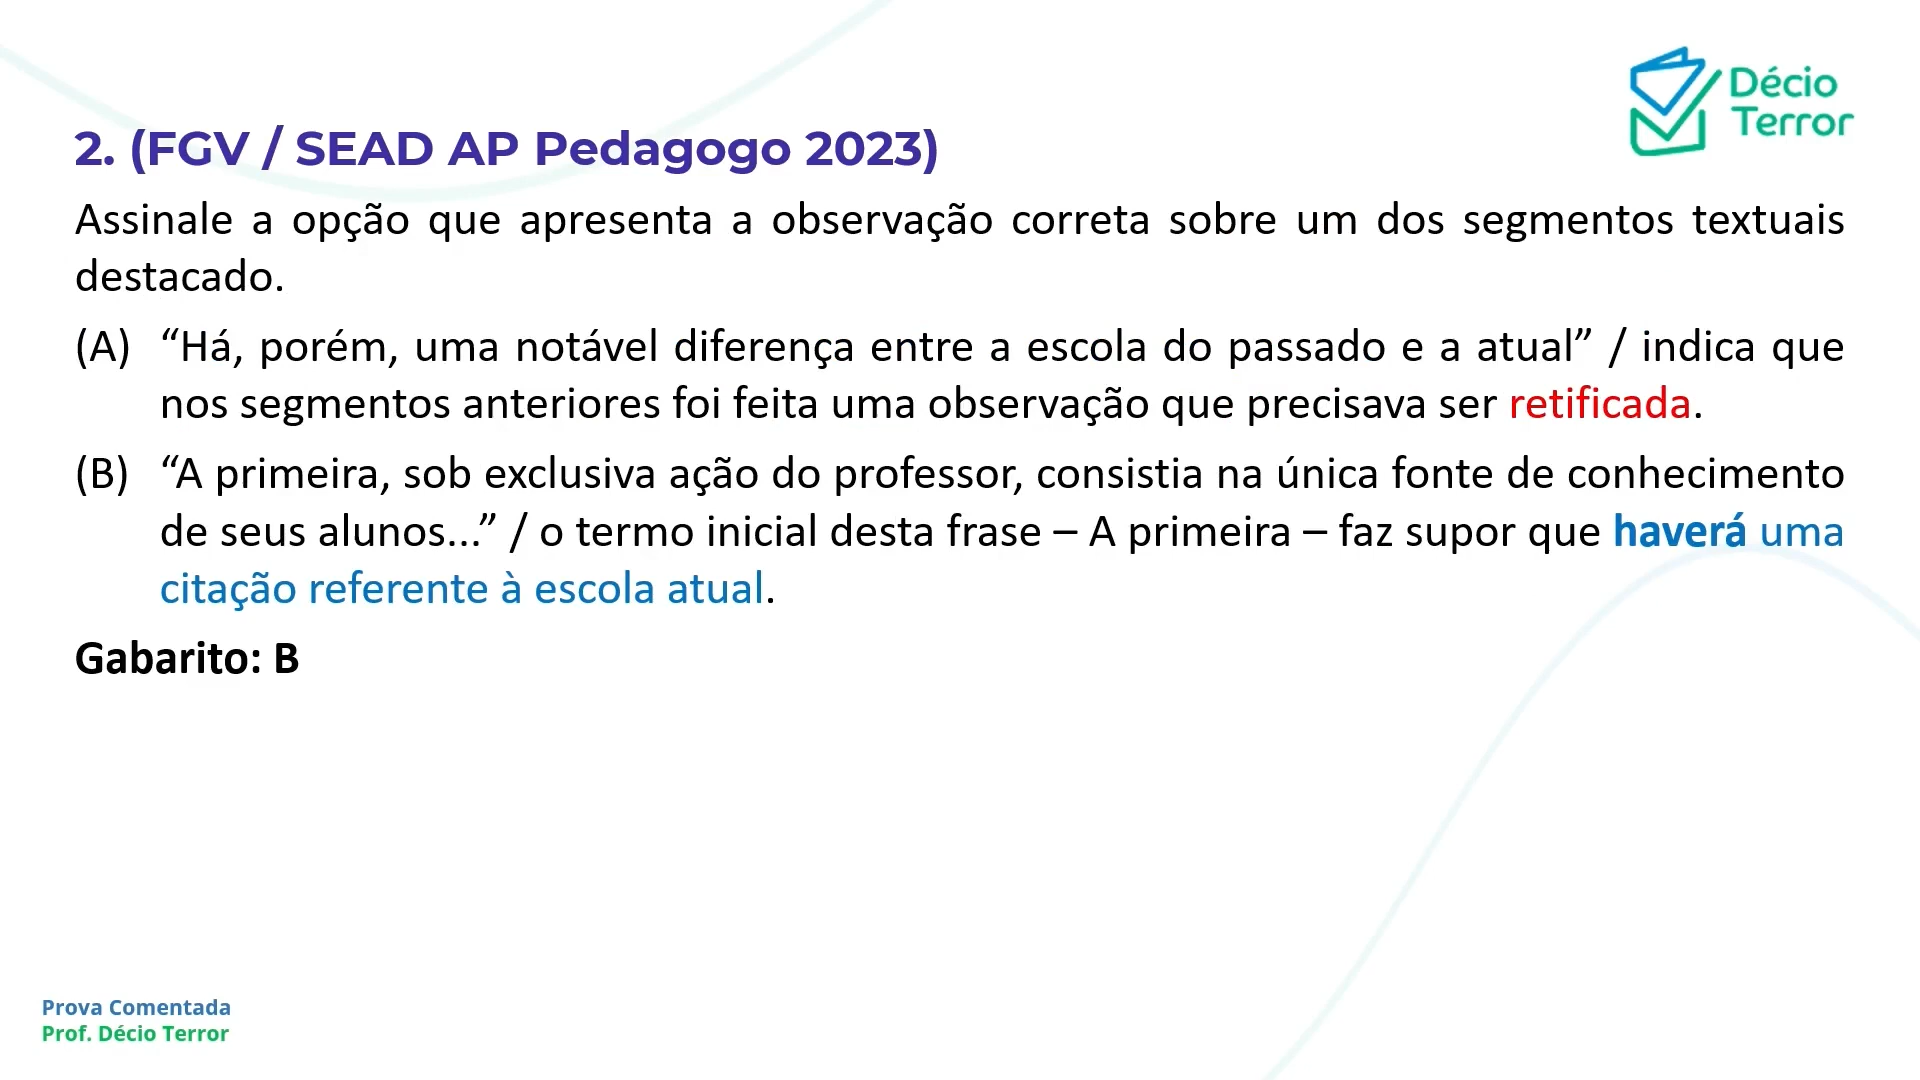 Décio
Terror
2. (FGV / SEAD AP Pedagogo 2023)
Assinale a opção que apresenta a observação correta sobre um dos segmentos textuais
destacado.
(A) “Há, porém, uma notável diferença entre a escola do passado e a atual” / indica que
nos segmentos anteriores foi feita uma observação que precisava ser retificada.
(B) “A primeira, sob exclusiva ação do professor, consistia na única fonte de conhecimento
de seus alunos...” / o termo inicial desta frase – A primeira – faz supor que haverá uma
citação referente à escola atual.
Gabarito: B
Prova Comentada
Prof. Décio Terror